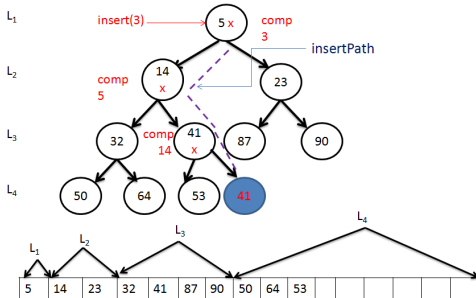 L1
insert(3)
5 x
comp
3
insertPath
L2
comp
5
14
x
23
L3
32
comp
14
41
x
87
90
L4
50
64
53
41
L1
L2
L3
L4
5 14 23 32 41 87 90 50 64 53